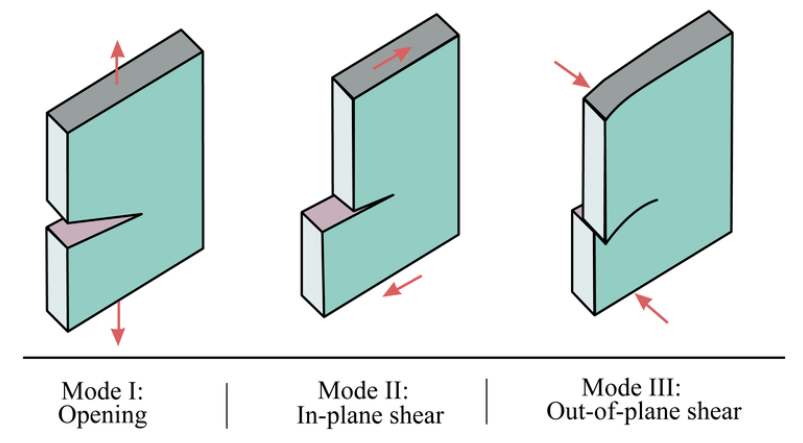 Mode I:
Opening
Mode II:
In-plane shear
Mode III:
Out-of-plane shear